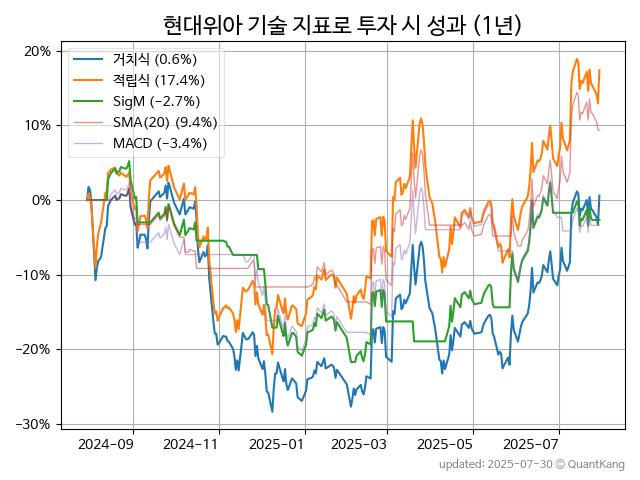 현대위아 기술 지표로 투자 시 성과 (1년)
20%
10%
0%
−10%
−20%
−30%
거치식 (0.6%)
적립식 (17.4%)
SigM (−2.7%)
SMA(20) (9.4%)
MACD (−3.4%)
2024-09
2024-11
2025-01
2025-03
2025-05
2025-07
updated: 2025-07-30 © QuantKang